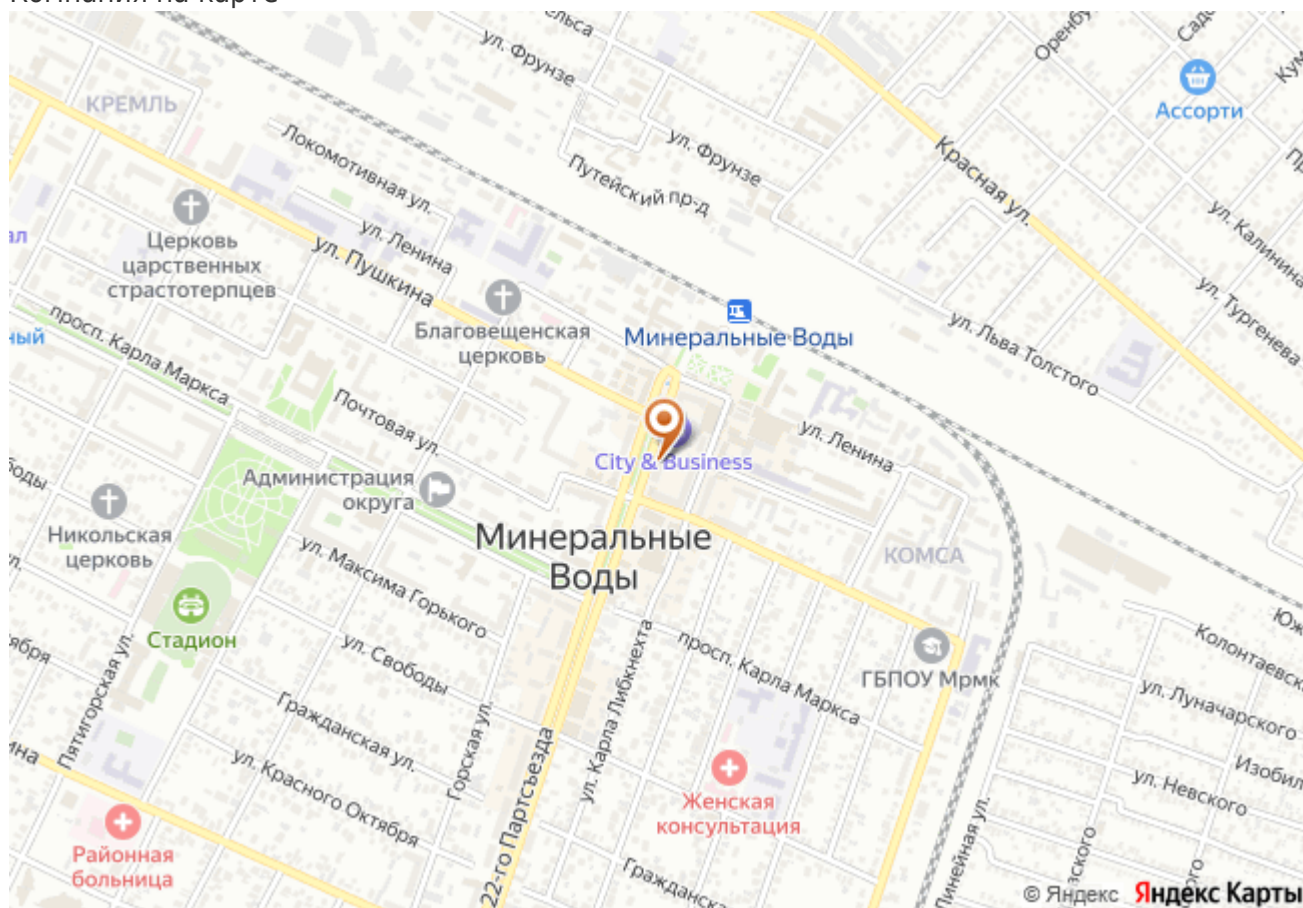 Компания на карте
ул. Фрунзе
КРЕМЛЬ
Локомотивная ул.
ул. Фрунзе
Путейский пр-д
Красная ул.
Ассорти
ул. Калинина
ул. Тургенева
Церковь
царственных
страстотерпцев
ул. Ленина
ул. Пушкина
Благовещенская
церковь
Минеральные Воды
ул. Льва Толстого
просп. Карла Маркса
Почтовая ул.
City & Business
ул. Ленина
Администрация
округа
Никольская
церковь
Минеральные
Воды
КОМСА
ул. Максима Горького
Стадион
ул. Свободы
просп. Карла Маркса
ГБПОУ Мрмк
Пятигорская ул.
Гражданская ул.
Горская ул.
ул. Карла Либкнехта
22-го Партсъезда
ул. Красного Октября
Женская
консультация
ул. Луначарского
ул. Невского
Районная
больница
Линейная ул.
© Яндекс Яндекс Карты